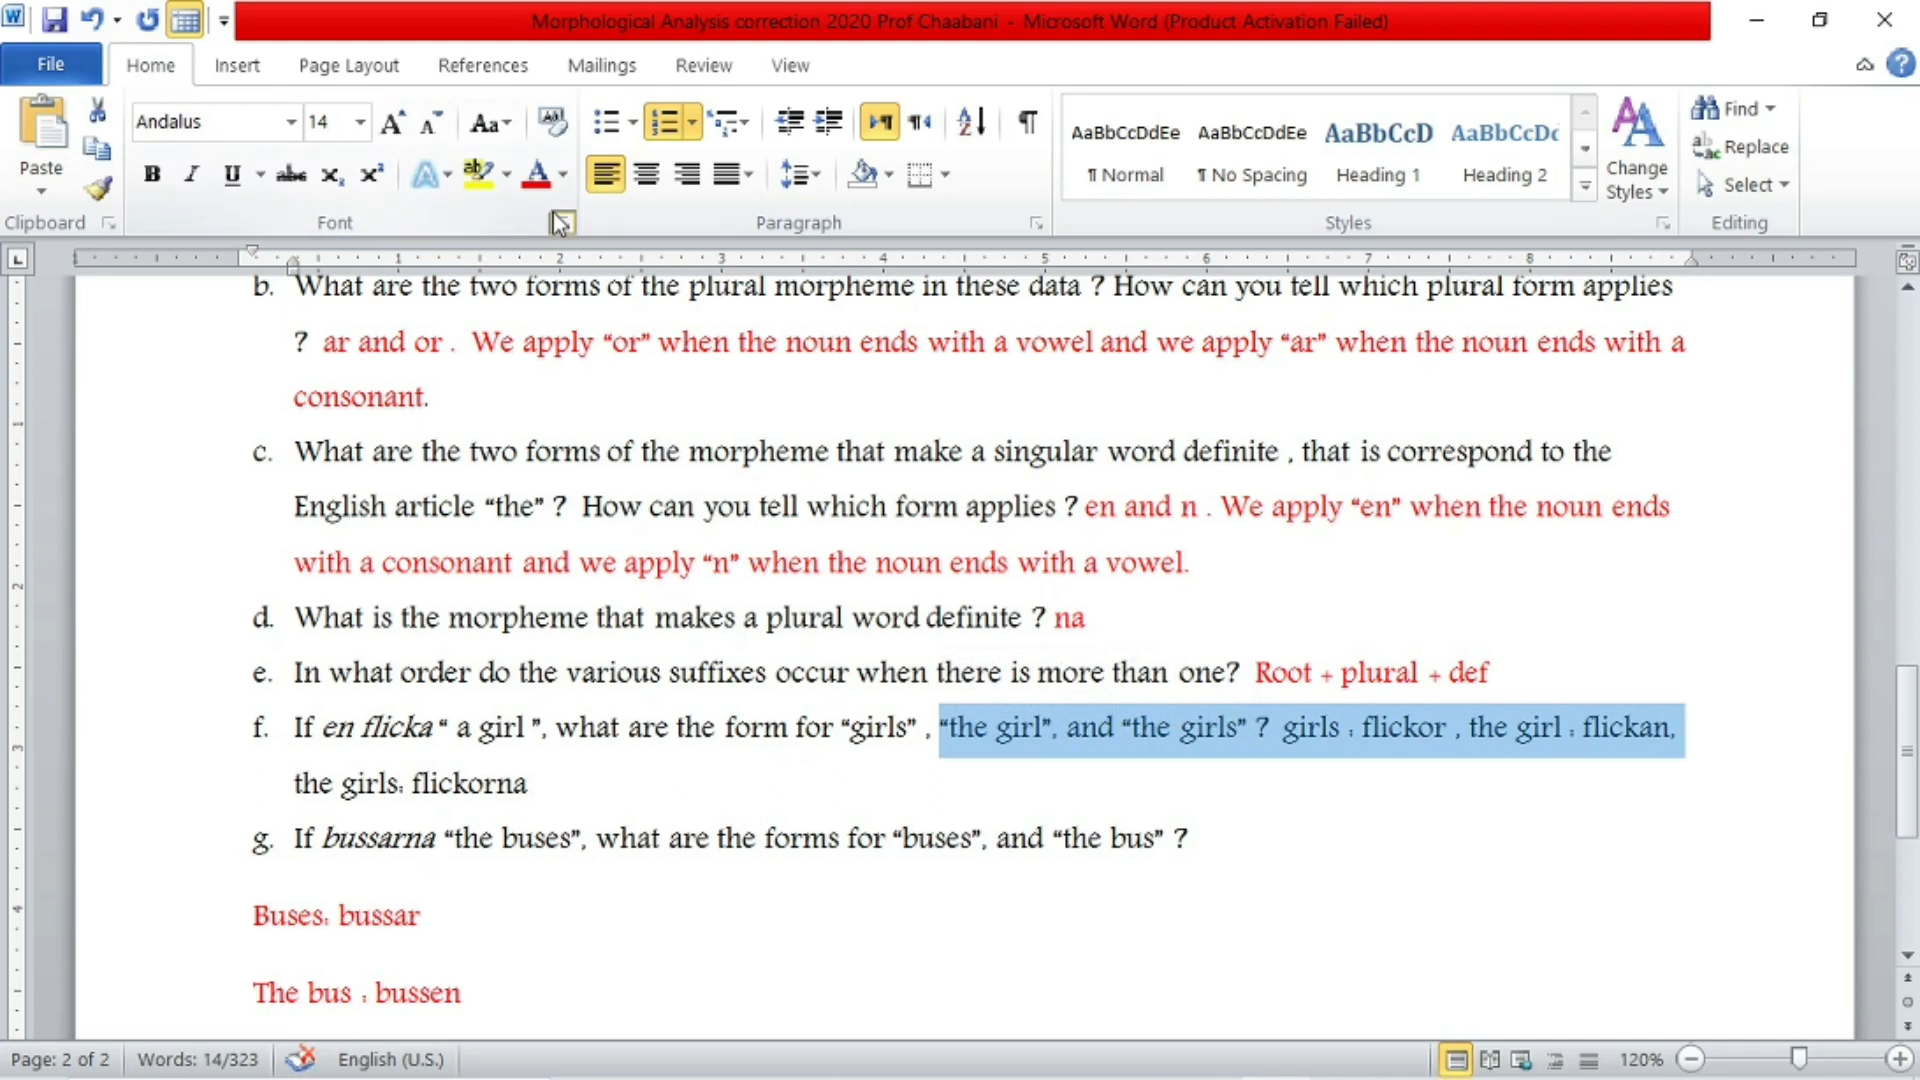 Morphological Analysis correction 2020 Prof Chaabani - Microsoft Word (Product Activation Failed)
File Home Insert Page Layout References Mailings Review View
Andalus 14 Aa
AaBbCcDdEe AaBbCcDdEe AaBbCcD AaBbCcDc
¶ Normal ¶ No Spacing Heading 1 Heading 2
Paste
Change Styles
Find
Replace
Select
Clipboard Font Paragraph Styles Editing
b. What are the two forms of the plural morpheme in these data ? How can you tell which plural form applies
? ar and or . We apply “or” when the noun ends with a vowel and we apply “ar” when the noun ends with a
consonant.
c. What are the two forms of the morpheme that make a singular word definite , that is correspond to the
English article “the” ? How can you tell which form applies ? en and n . We apply “en” when the noun ends
with a consonant and we apply “n” when the noun ends with a vowel.
d. What is the morpheme that makes a plural word definite ? na
e. In what order do the various suffixes occur when there is more than one? Root + plural + def
f. If en flicka “ a girl ”, what are the form for “girls” , “the girl”, and “the girls” ? girls : flickor , the girl : flickan,
the girls: flickorna
g. If bussarna “the buses”, what are the forms for “buses”, and “the bus” ?
Buses: bussar
The bus : bussen
Page: 2 of 2 Words: 14/323 English (U.S.) 120%